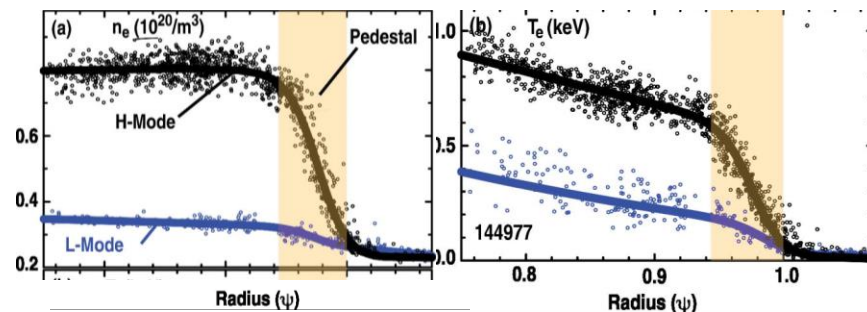 (a) n_e (10^20/m^3)
Pedestal
H-Mode
L-Mode
0.6
0.4
0.2
Radius (ψ)
(b) T_e (keV)
1.0
0.5
0.0
144977
0.8 0.9 1.0
Radius (ψ)